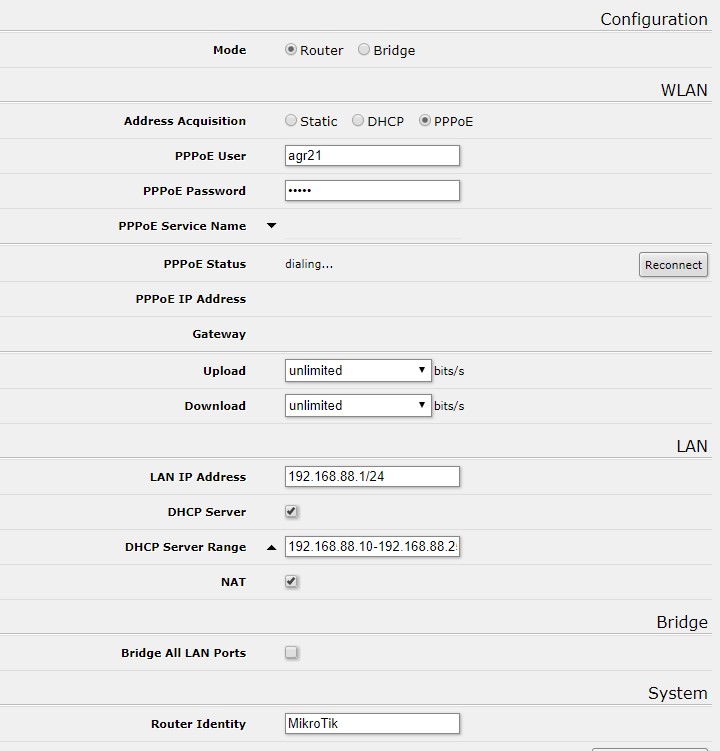 Configuration
Mode Router Bridge
WLAN
Address Acquisition Static DHCP PPPoE
PPPoE User agr21
PPPoE Password •••••
PPPoE Service Name
PPPoE Status dialing... Reconnect
PPPoE IP Address
Gateway
Upload unlimited bits/s
Download unlimited bits/s
LAN
LAN IP Address 192.168.88.1/24
DHCP Server
DHCP Server Range 192.168.88.10-192.168.88.2
NAT
Bridge
Bridge All LAN Ports
System
Router Identity MikroTik